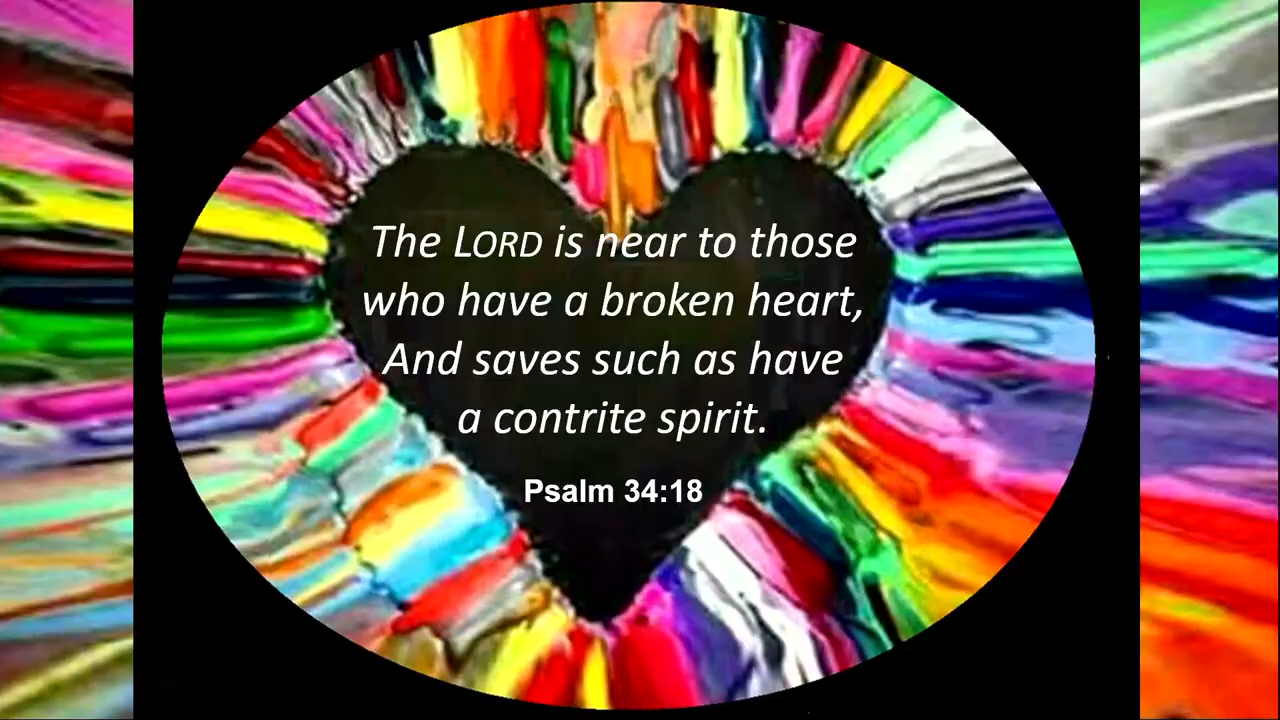 The LORD is near to those
who have a broken heart,
And saves such as have
a contrite spirit.
Psalm 34:18